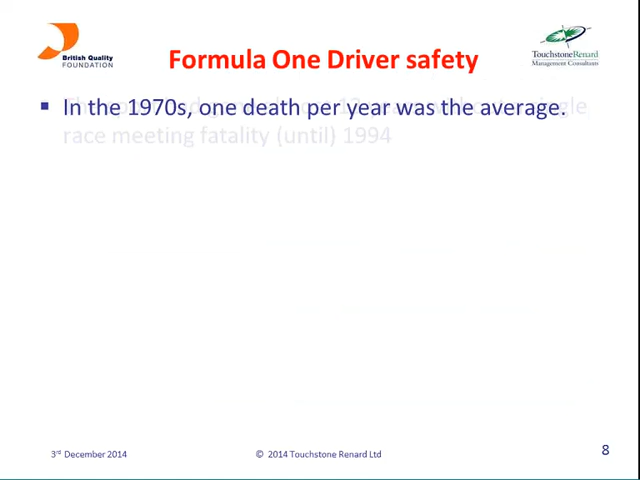 British Quality
FOUNDATION
Formula One Driver safety
TouchstoneRenard
Management Consultants
▪ In the 1970s, one death per year was the average.
race meeting fatality (until) 1994
3rd December 2014
© 2014 Touchstone Renard Ltd
8